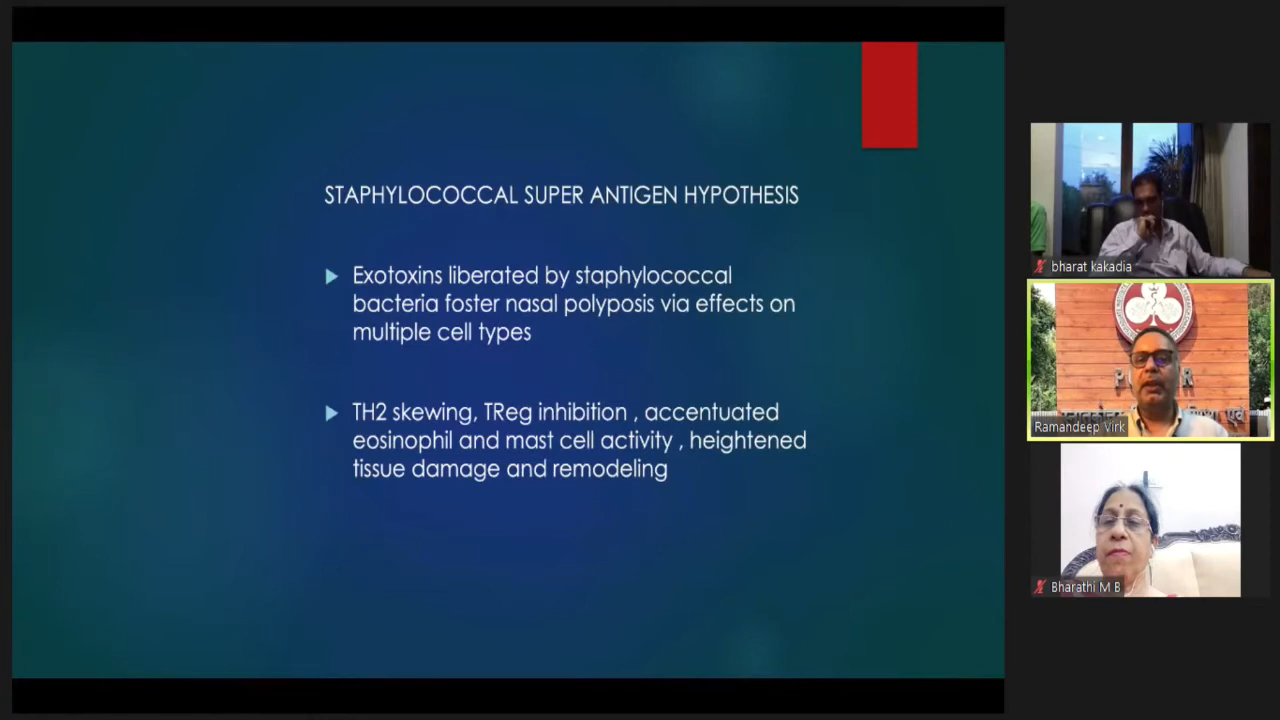 STAPHYLOCOCCAL SUPER ANTIGEN HYPOTHESIS
Exotoxins liberated by staphylococcal
bacteria foster nasal polyposis via effects on
multiple cell types
TH2 skewing, TReg inhibition , accentuated
eosinophil and mast cell activity , heightened
tissue damage and remodeling
bharat kakadia
Ramandeep Virk
Bharathi M B